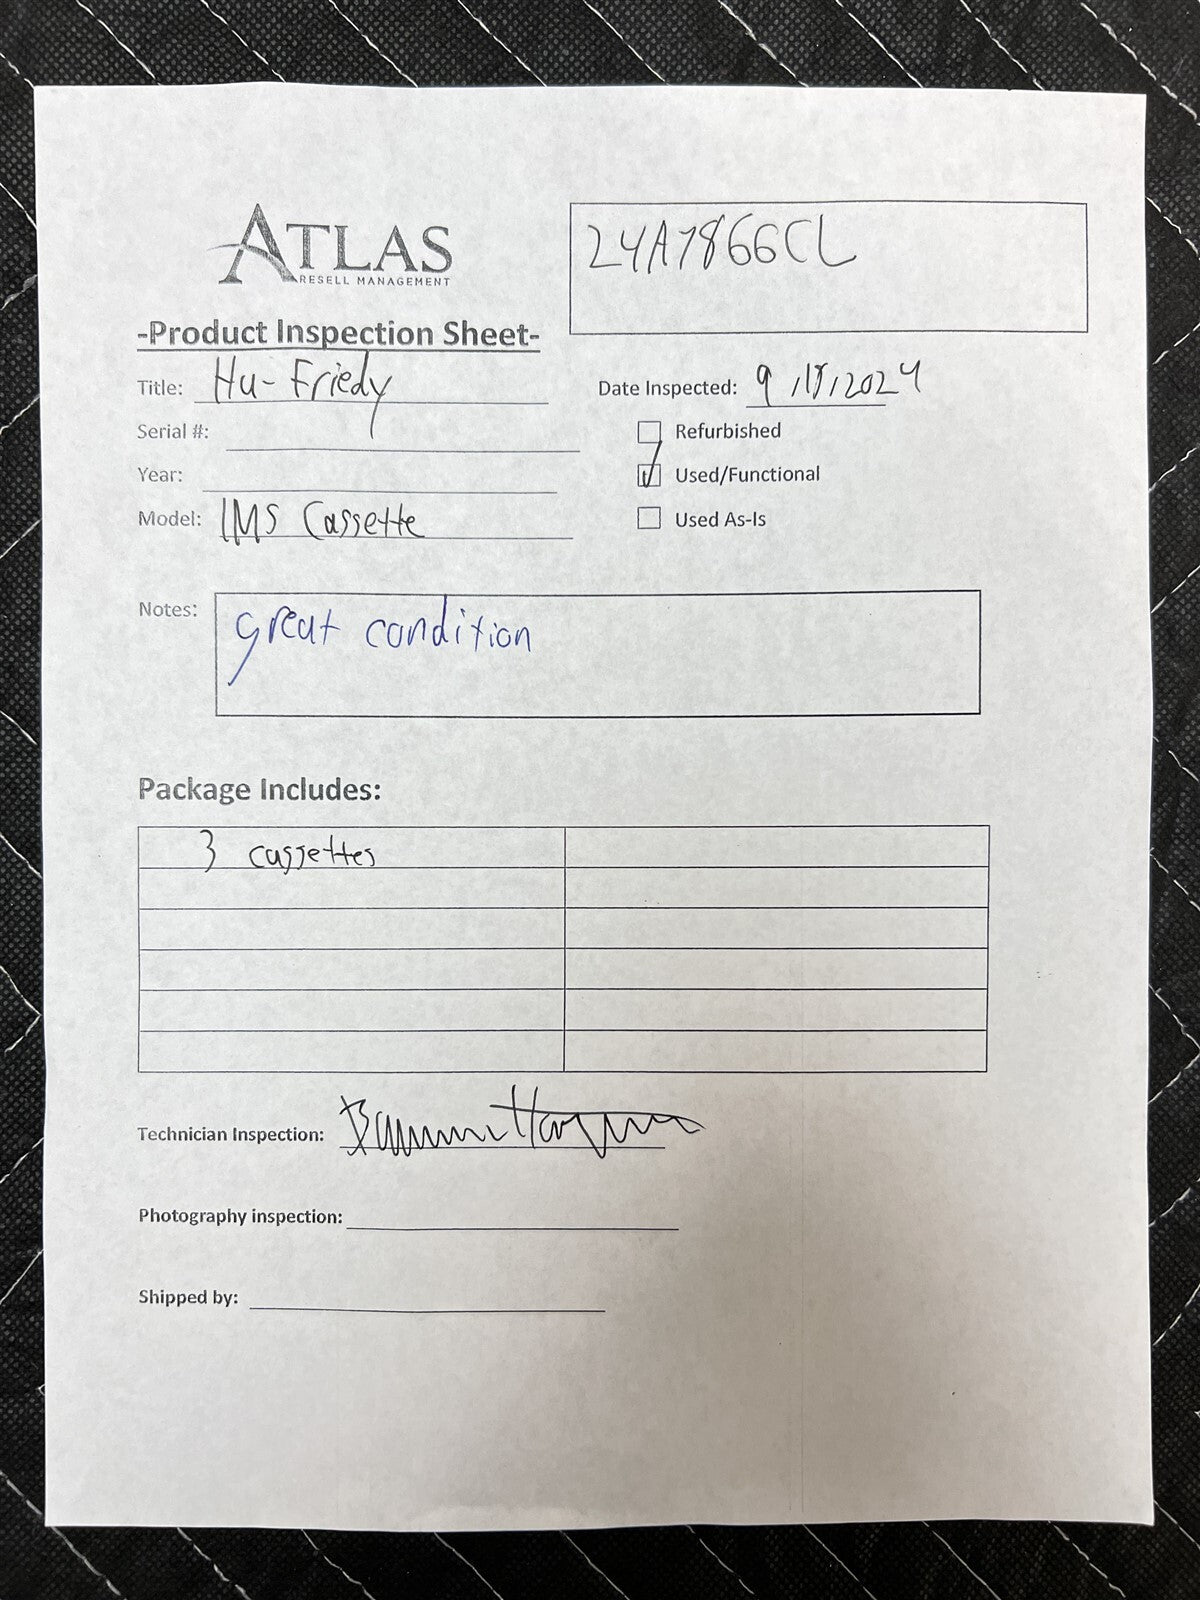 ATLAS
RESELL MANAGEMENT
24A7866CL
-Product Inspection Sheet-
Title: Hu-Friedy
Date Inspected: 9 / / 2024
Serial #:
Refurbished
Year:
Used/Functional
Model: IMS Cassette
Used As-Is
Notes: great condition
Package Includes:
3 cassettes
Technician Inspection:
Photography inspection:
Shipped by: